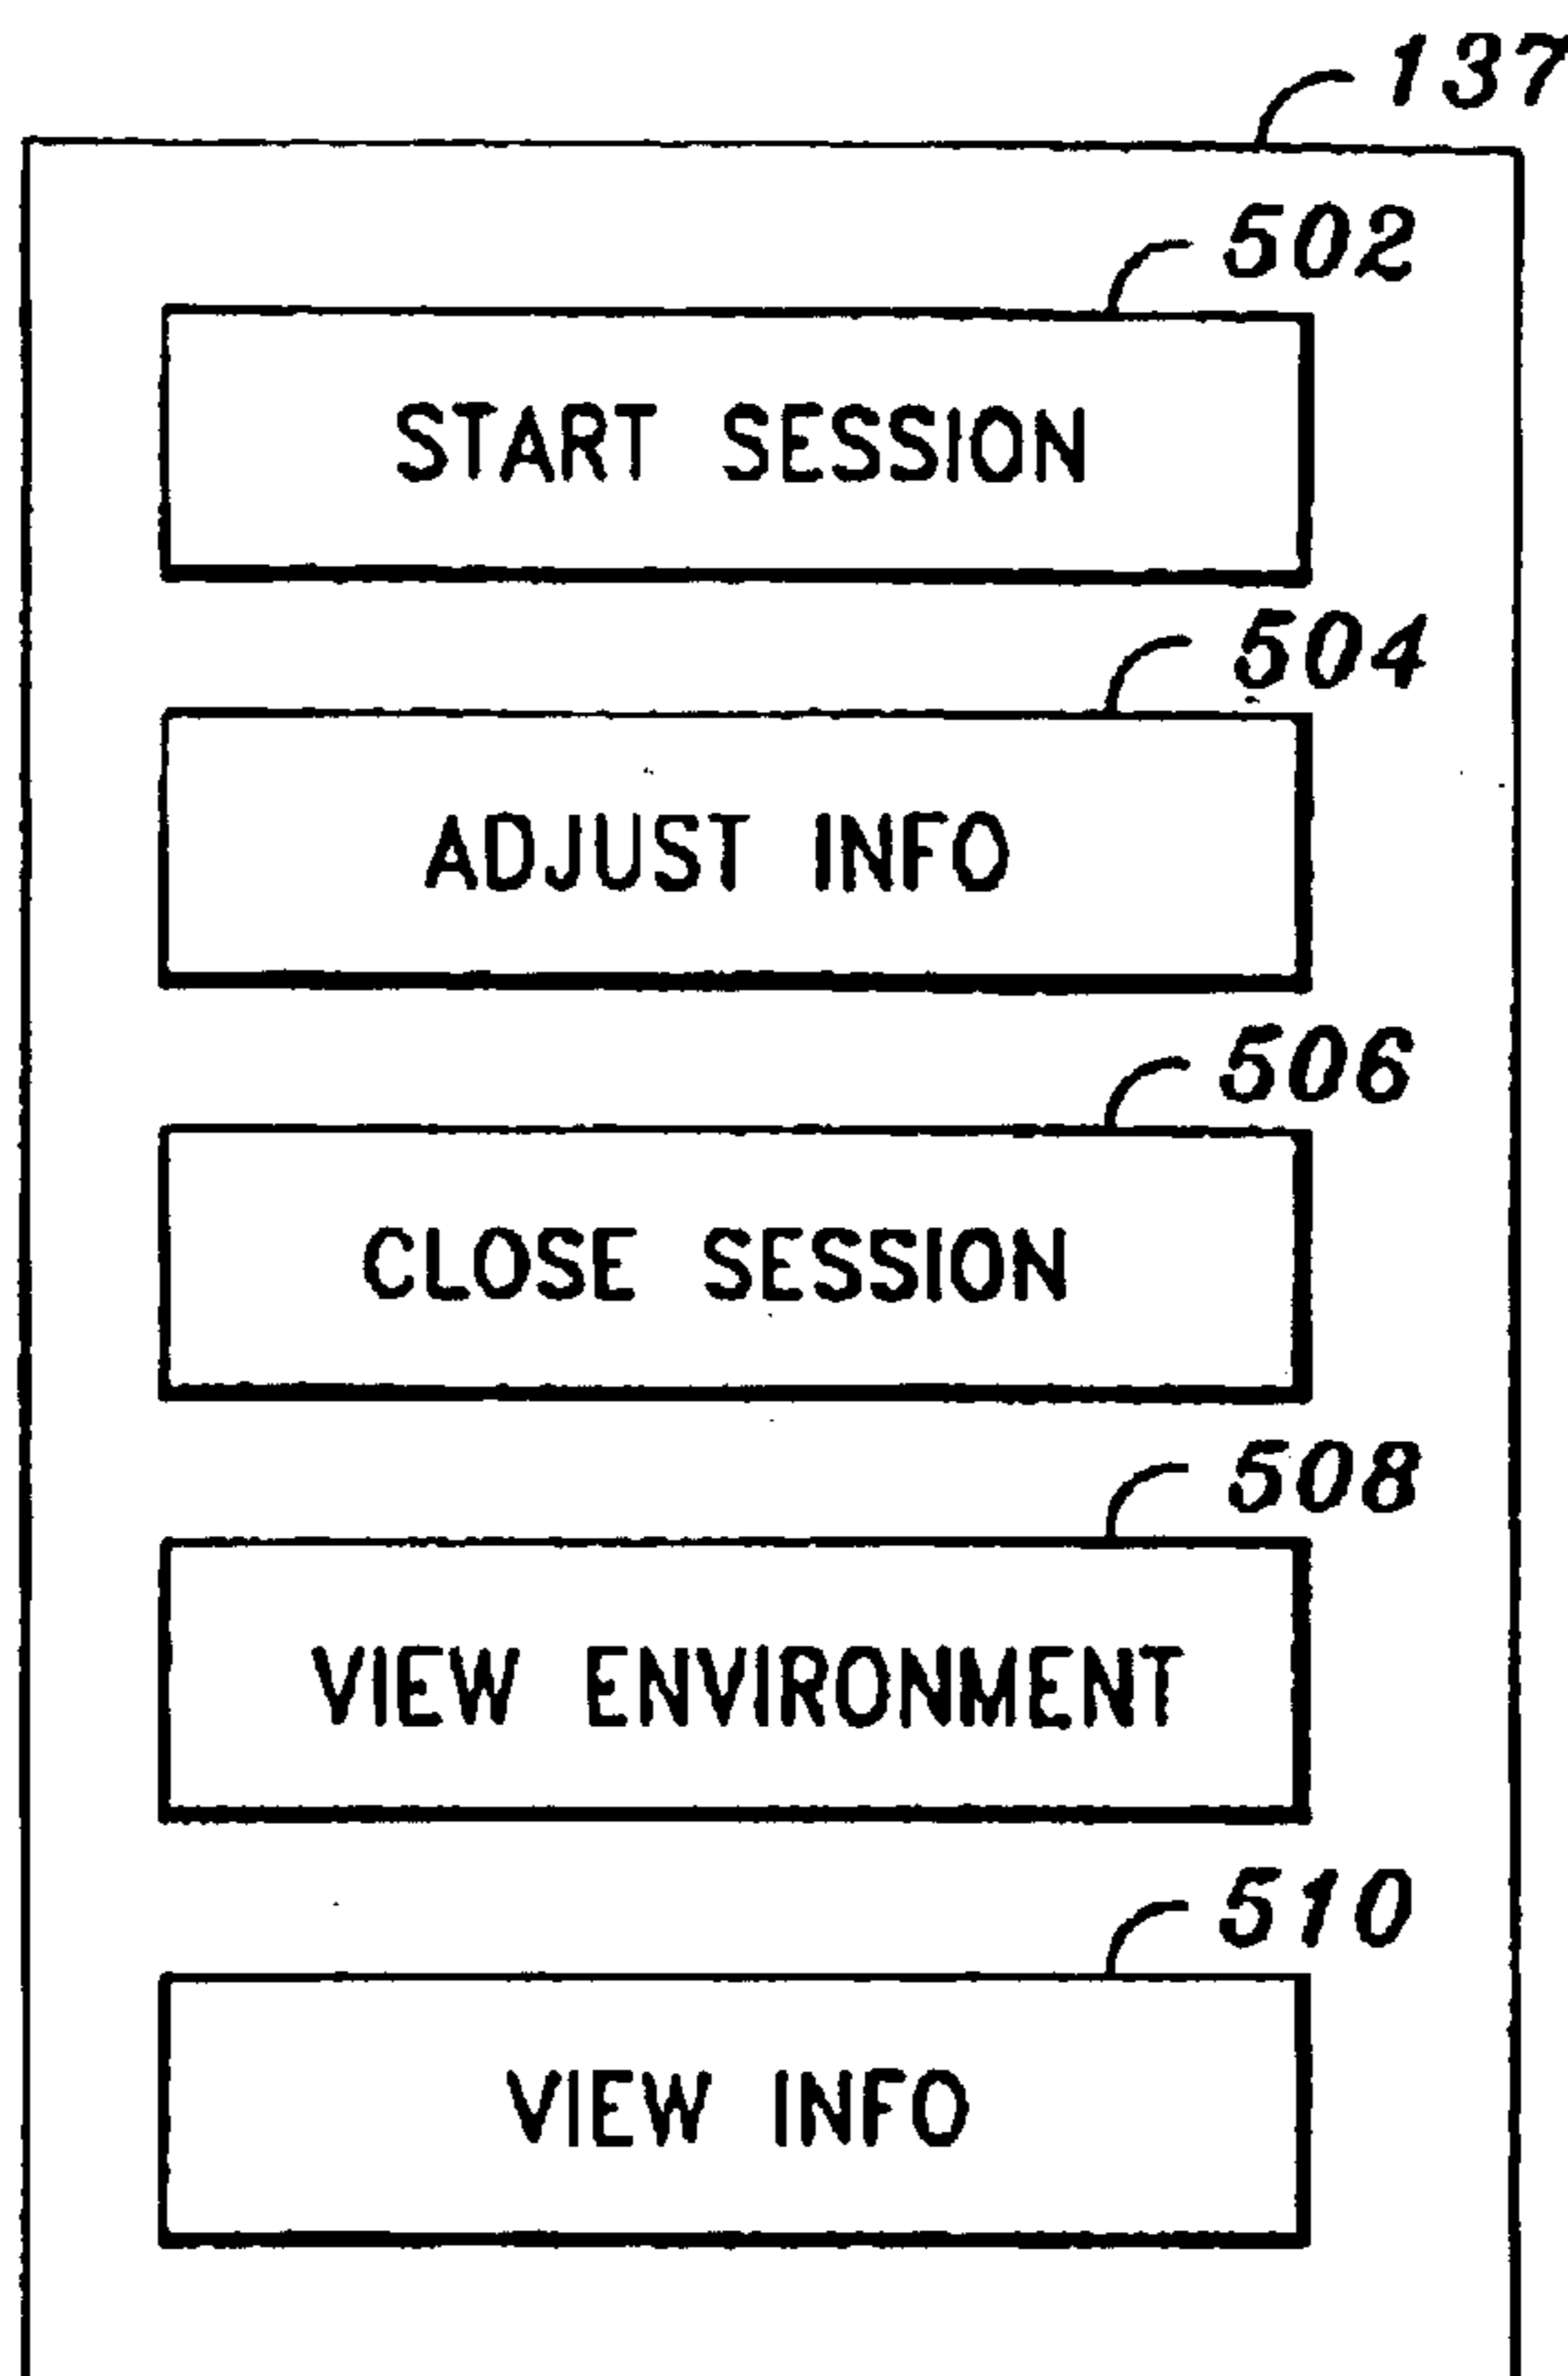 137
502
START SESSION
504
ADJUST INFO
506
CLOSE SESSION
508
VIEW ENVIRONMENT
510
VIEW INFO